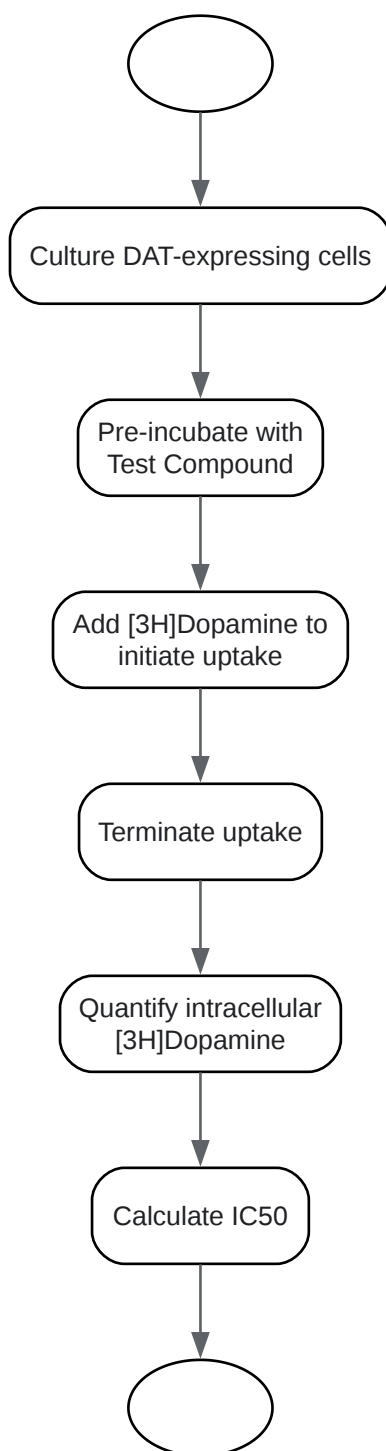 Culture DAT-expressing cells
Pre-incubate with
Test Compound
Add [3H]Dopamine to
initiate uptake
Terminate uptake
Quantify intracellular
[3H]Dopamine
Calculate IC50